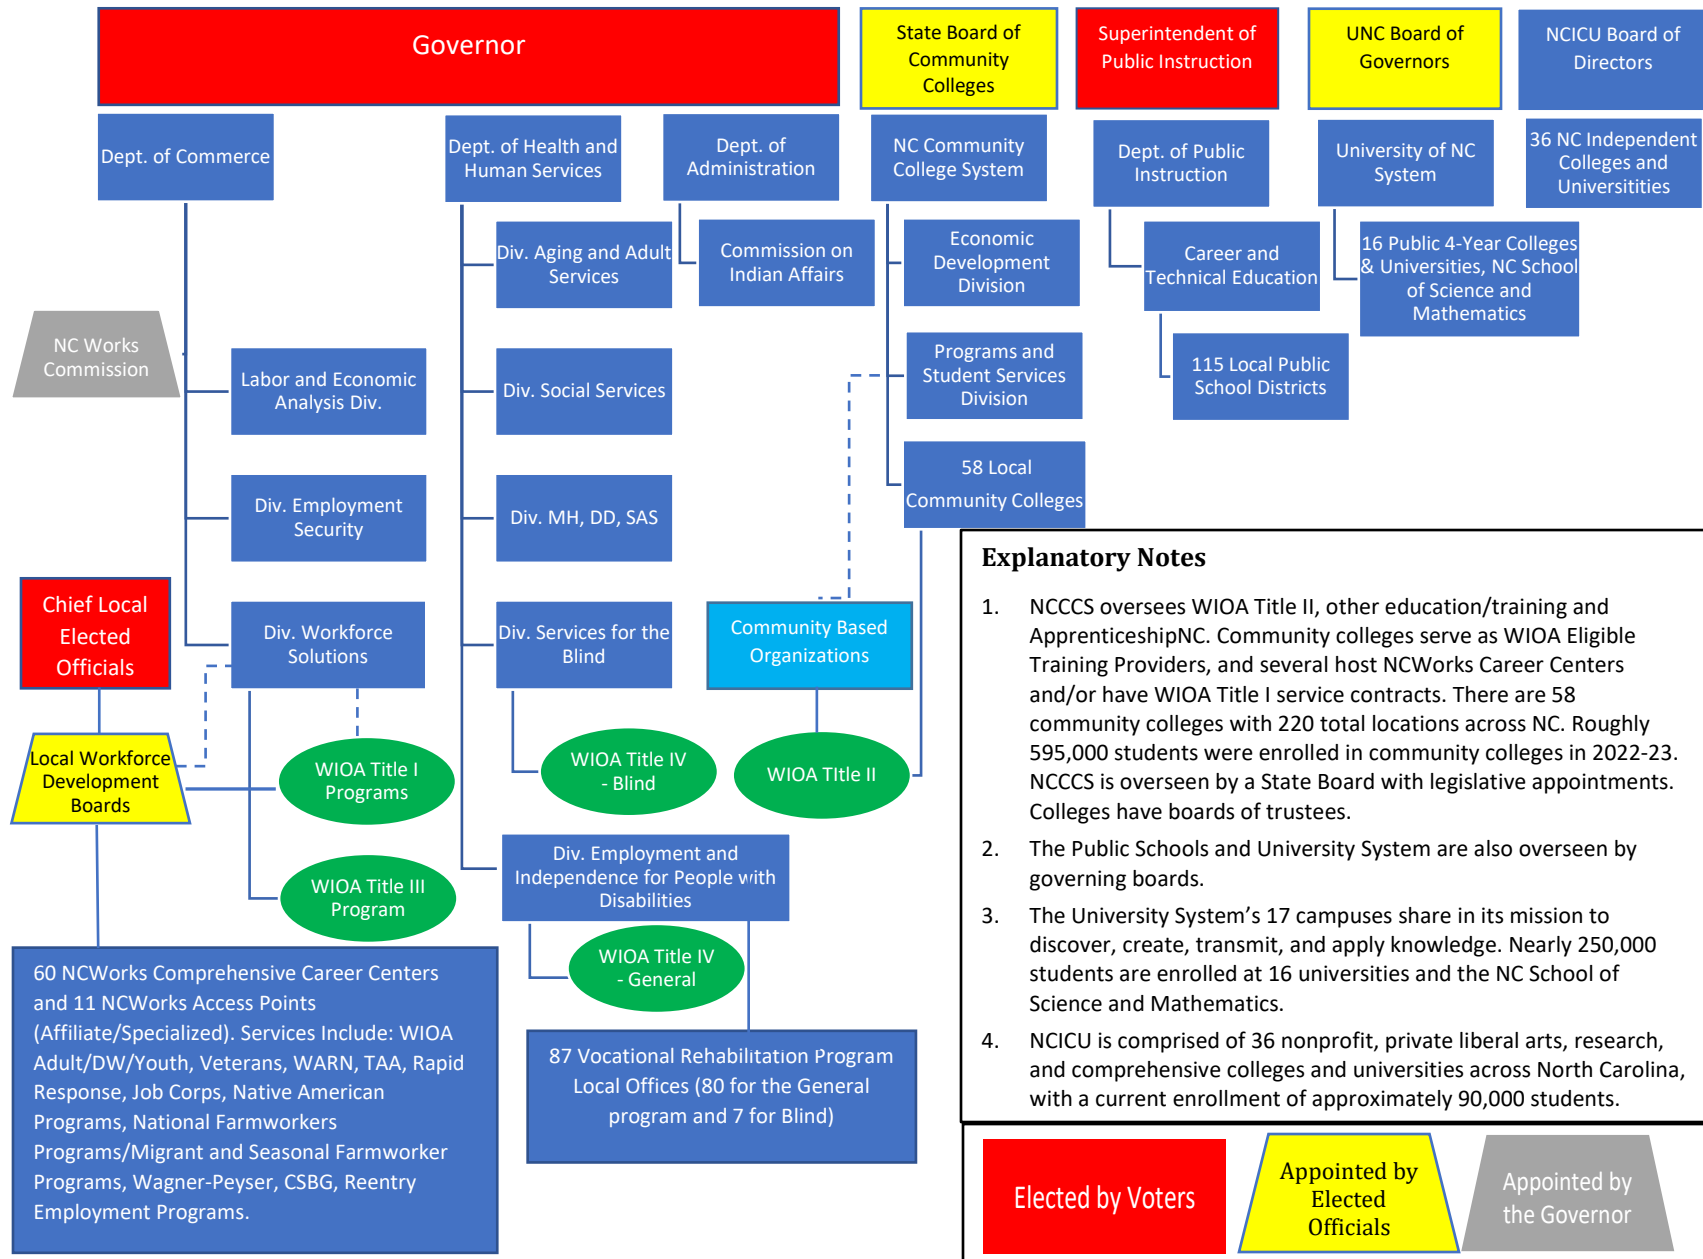 Governor
State Board of
Community
Colleges
Superintendent of
Public Instruction
UNC Board of
Governors
NCICU Board of
Directors
Dept. of Commerce
Dept. of Health and
Human Services
Dept. of
Administration
NC Community
College System
Dept. of Public
Instruction
University of NC
System
36 NC Independent
Colleges and
Universitities
Div. Aging and Adult
Services
Commission on
Indian Affairs
Economic
Development
Division
Career and
Technical Education
16 Public 4-Year Colleges
& Universities, NC School
of Science and
Mathematics
NC Works
Commission
Labor and Economic
Analysis Div.
Div. Social Services
Programs and
Student Services
Division
115 Local Public
School Districts
Div. Employment
Security
Div. MH, DD, SAS
58 Local
Community Colleges
Chief Local
Elected
Officials
Div. Workforce
Solutions
Div. Services for the
Blind
Community Based
Organizations
Local Workforce
Development
Boards
WIOA Title I
Programs
WIOA Title IV
- Blind
WIOA TItle II
WIOA Title III
Program
Div. Employment and
Independence for People with
Disabilities
WIOA Title IV
- General
60 NCWorks Comprehensive Career Centers
and 11 NCWorks Access Points
(Affiliate/Specialized). Services Include: WIOA
Adult/DW/Youth, Veterans, WARN, TAA, Rapid
Response, Job Corps, Native American
Programs, National Farmworkers
Programs/Migrant and Seasonal Farmworker
Programs, Wagner-Peyser, CSBG, Reentry
Employment Programs.
87 Vocational Rehabilitation Program
Local Offices (80 for the General
program and 7 for Blind)
Explanatory Notes
1. NCCCS oversees WIOA Title II, other education/training and
ApprenticeshipNC. Community colleges serve as WIOA Eligible
Training Providers, and several host NCWorks Career Centers
and/or have WIOA Title I service contracts. There are 58
community colleges with 220 total locations across NC. Roughly
595,000 students were enrolled in community colleges in 2022-23.
NCCCS is overseen by a State Board with legislative appointments.
Colleges have boards of trustees.
2. The Public Schools and University System are also overseen by
governing boards.
3. The University System’s 17 campuses share in its mission to
discover, create, transmit, and apply knowledge. Nearly 250,000
students are enrolled at 16 universities and the NC School of
Science and Mathematics.
4. NCICU is comprised of 36 nonprofit, private liberal arts, research,
and comprehensive colleges and universities across North Carolina,
with a current enrollment of approximately 90,000 students.
Elected by Voters
Appointed by
Elected
Officials
Appointed by
the Governor